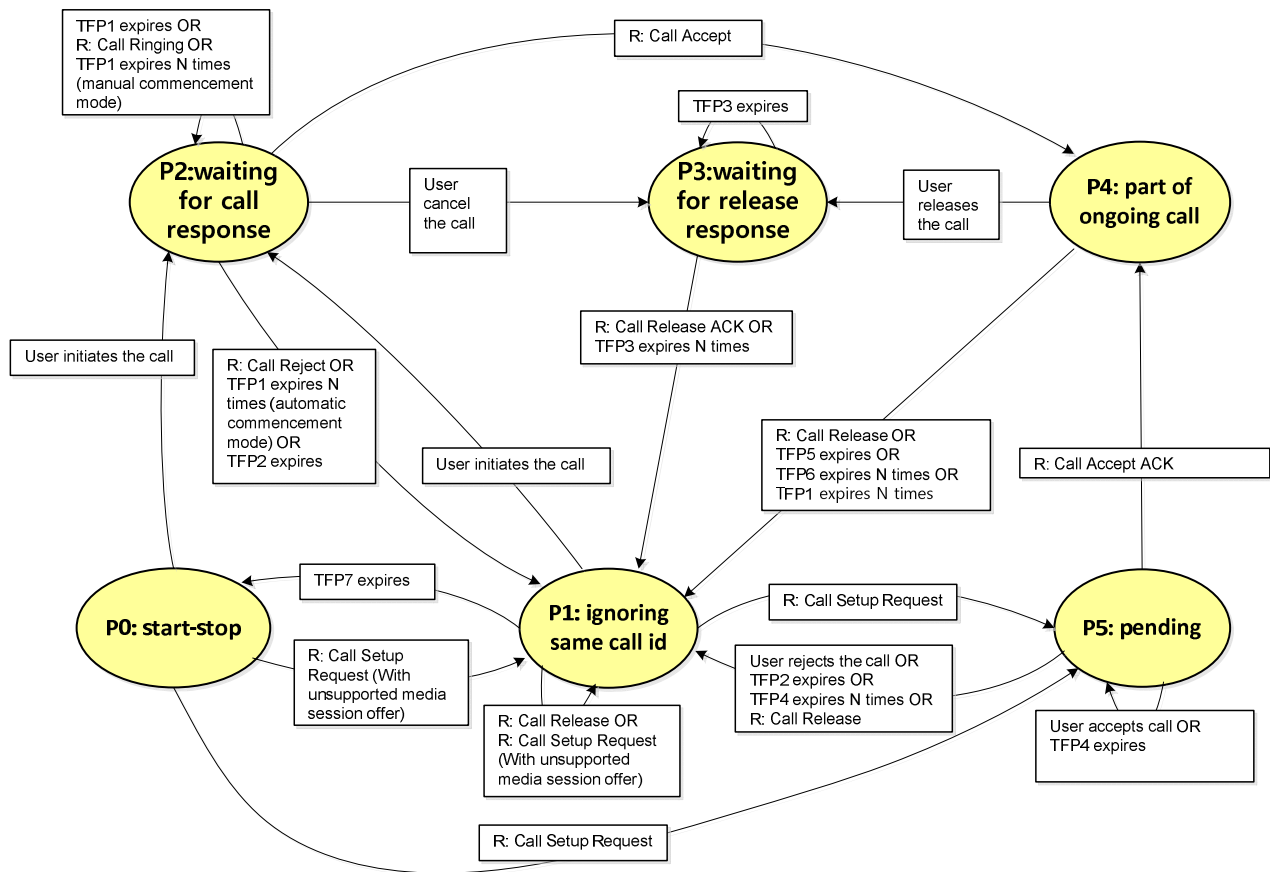 TFP1 expires OR
R: Call Ringing OR
TFP1 expires N times
(manual commencement
mode)
R: Call Accept
TFP3 expires
P2:waiting
for call
response
User
cancel
the call
P3:waiting
for release
response
User
releases
the call
P4: part of
ongoing call
User initiates the call
R: Call Reject OR
TFP1 expires N
times (automatic
commencement
mode) OR
TFP2 expires
R: Call Release ACK OR
TFP3 expires N times
User initiates the call
R: Call Release OR
TFP5 expires OR
TFP6 expires N times OR
TFP1 expires N times
R: Call Accept ACK
TFP7 expires
P0: start-stop
R: Call Setup
Request (With
unsupported media
session offer)
P1: ignoring
same call id
R: Call Setup Request
P5: pending
User rejects the call OR
TFP2 expires OR
TFP4 expires N times OR
R: Call Release
R: Call Release OR
R: Call Setup Request
(With unsupported
media session offer)
User accepts call OR
TFP4 expires
R: Call Setup Request